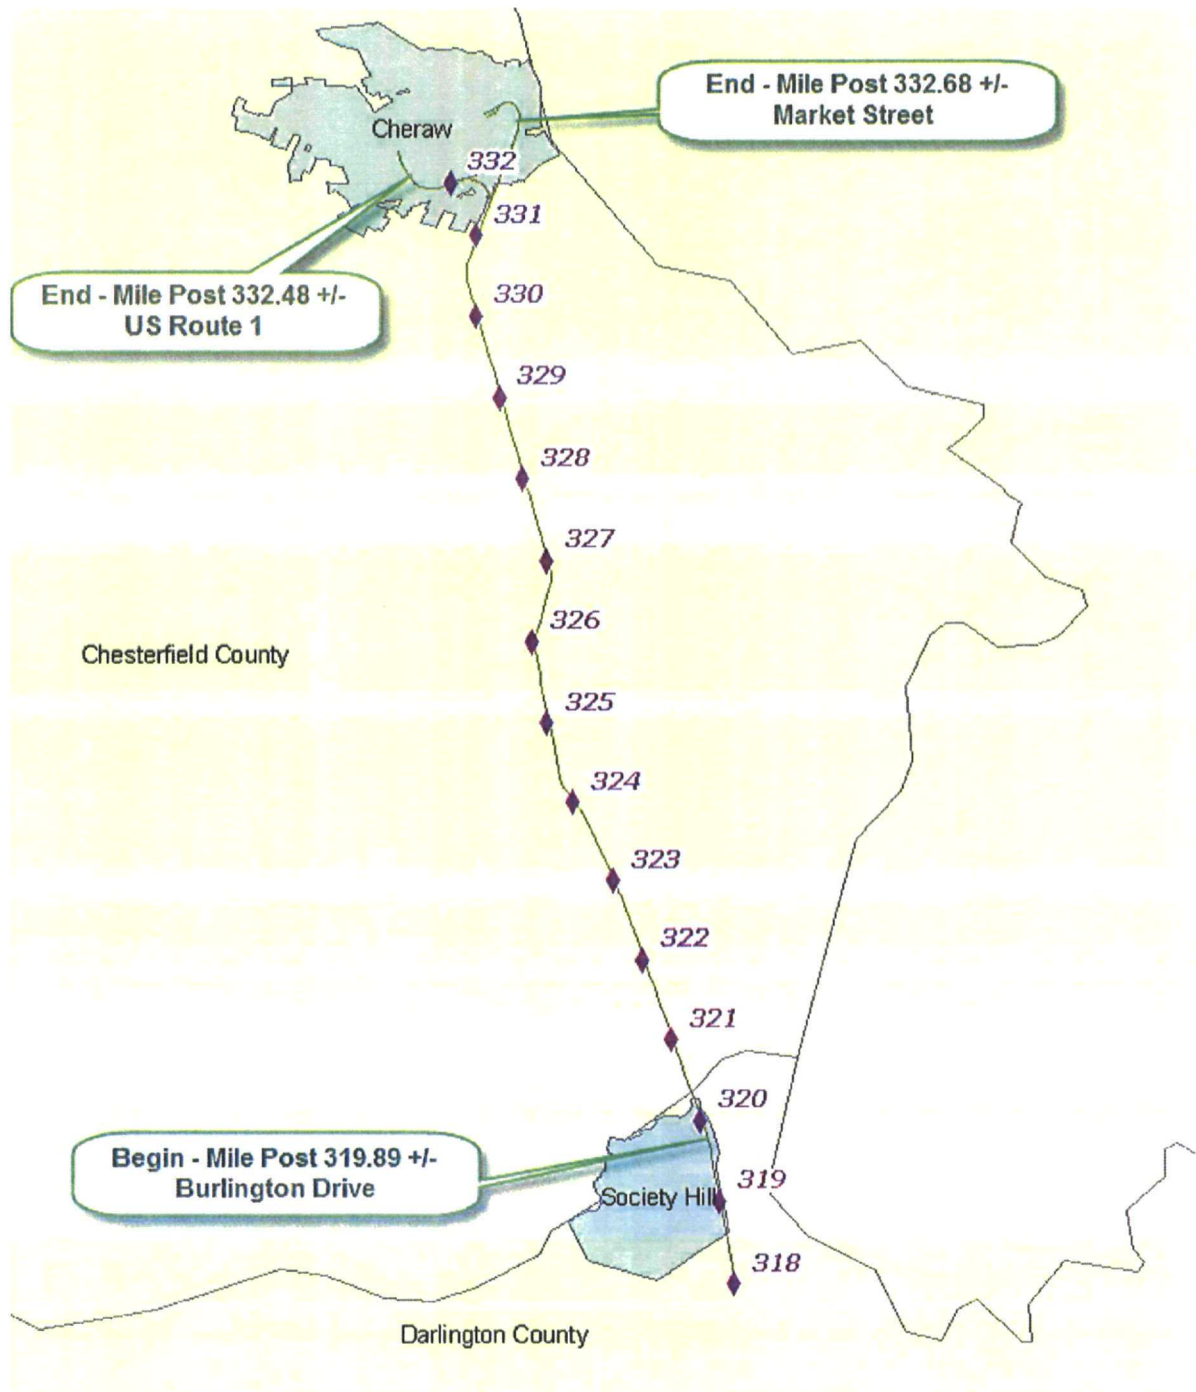 End - Mile Post 332.68 +/-
Market Street
Cheraw
332
331
End - Mile Post 332.48 +/-
US Route 1
330
329
328
327
326
Chesterfield County
325
324
323
322
321
320
Begin - Mile Post 319.89 +/-
Burlington Drive
319
Society Hill
318
Darlington County